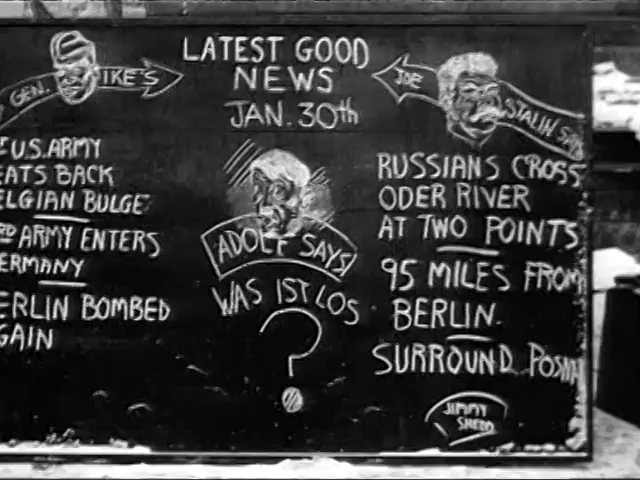 LATEST GOOD
NEWS
JAN. 30th
GEN. IKE'S
U.S. ARMY
EATS BACK
ELGIAN BULGE
RD ARMY ENTERS
ERMANY
ERLIN BOMBED
GAIN
ADOLF SAYS
WAS IST LOS
?
JOE STALIN SAYS
RUSSIANS CROSS
ODER RIVER
AT TWO POINTS
95 MILES FROM
BERLIN.
SURROUND POSN
JIMMY
SHEDD